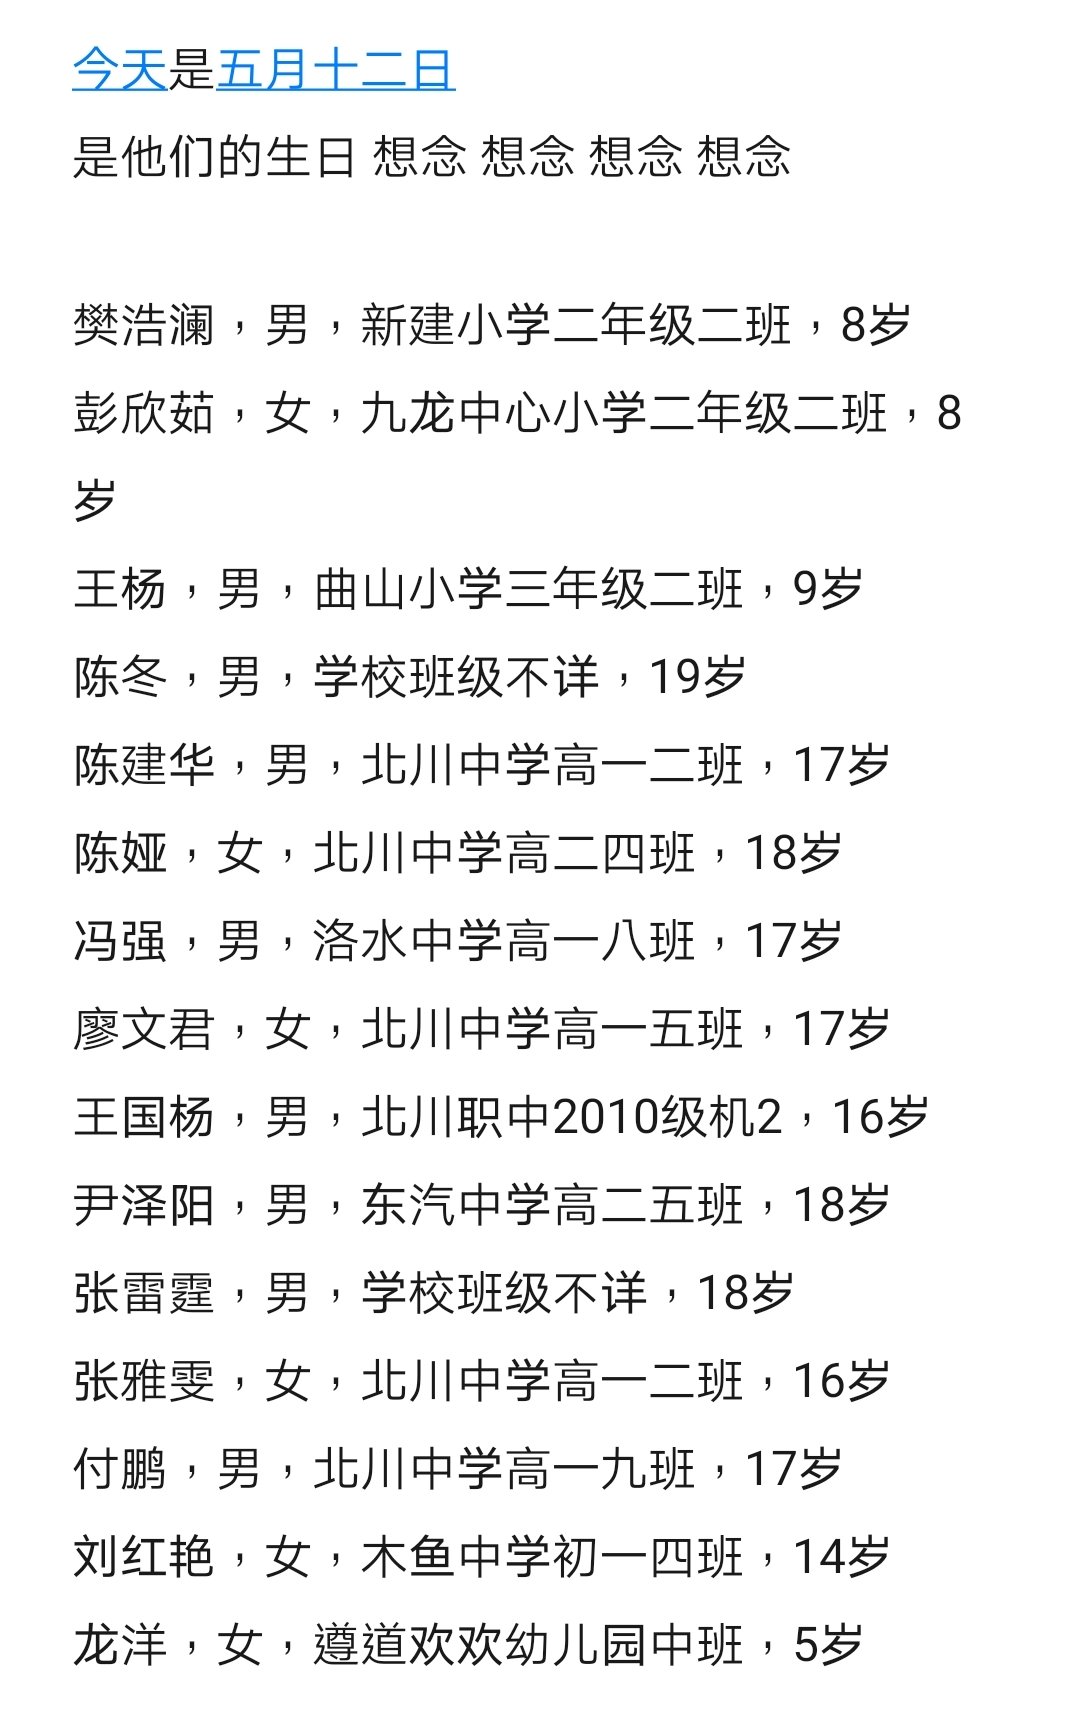 今天是五月十二日
是他们的生日 想念 想念 想念 想念
樊浩澜，男，新建小学二年级二班，8岁
彭欣茹，女，九龙中心小学二年级二班，8
岁
王杨，男，曲山小学三年级二班，9岁
陈冬，男，学校班级不详，19岁
陈建华，男，北川中学高一二班，17岁
陈娅，女，北川中学高二四班，18岁
冯强，男，洛水中学高一八班，17岁
廖文君，女，北川中学高一五班，17岁
王国杨，男，北川职中2010级机2，16岁
尹泽阳，男，东汽中学高二五班，18岁
张雷霆，男，学校班级不详，18岁
张雅雯，女，北川中学高一二班，16岁
付鹏，男，北川中学高一九班，17岁
刘红艳，女，木鱼中学初一四班，14岁
龙洋，女，遵道欢欢幼儿园中班，5岁